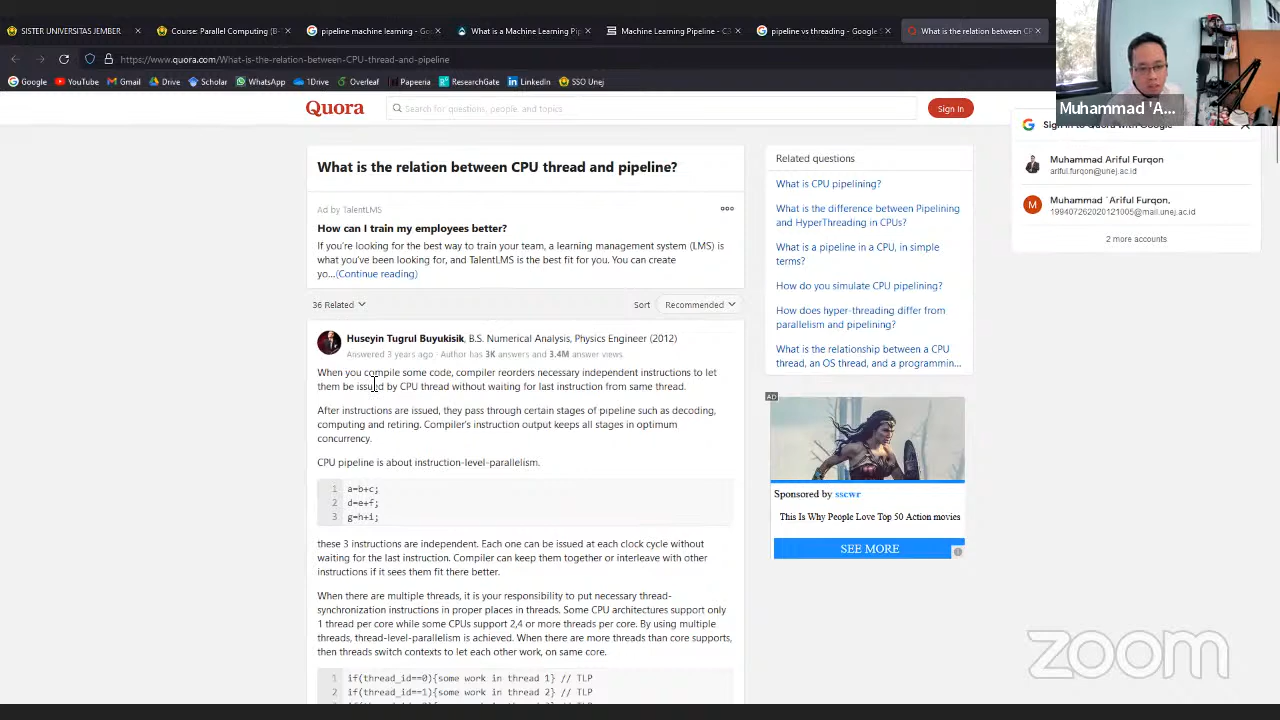 SISTER UNIVERSITAS JEMBER
Course: Parallel Computing (B
pipeline machine learning - Go
What is a Machine Learning Pip
Machine Learning Pipeline - C3
pipeline vs threading - Google
What is the relation between CP
https://www.quora.com/What-is-the-relation-between-CPU-thread-and-pipeline
Google YouTube Gmail Drive Scholar WhatsApp 1Drive Overleaf Papeeria ResearchGate Linkedin SSO Unej
Muhammad 'A...
Quora
Search for questions, people, and topics
Sign In
Sign in to Quora with Google
Muhammad Ariful Furqon
ariful.furqon@unej.ac.id
M
Muhammad `Ariful Furqon,
199407262020121005@mail.unej.ac.id
2 more accounts
What is the relation between CPU thread and pipeline?
Ad by TalentLMS
How can I train my employees better?
If you're looking for the best way to train your team, a learning management system (LMS) is
what you've been looking for, and TalentLMS is the best fit for you. You can create
yo...(Continue reading)
36 Related
Sort Recommended
Huseyin Tugrul Buyukisik, B.S. Numerical Analysis, Physics Engineer (2012)
Answered 3 years ago · Author has 3K answers and 3.4M answer views
When you compile some code, compiler reorders necessary independent instructions to let
them be issued by CPU thread without waiting for last instruction from same thread.
After instructions are issued, they pass through certain stages of pipeline such as decoding,
computing and retiring. Compiler's instruction output keeps all stages in optimum
concurrency.
CPU pipeline is about instruction-level-parallelism.
1 a=b+c;
2 d=e+f;
3 g=h+i;
these 3 instructions are independent. Each one can be issued at each clock cycle without
waiting for the last instruction. Compiler can keep them together or interleave with other
instructions if it sees them fit there better.
When there are multiple threads, it is your responsibility to put necessary thread-
synchronization instructions in proper places in threads. Some CPU architectures support only
1 thread per core while some CPUs support 2,4 or more threads per core. By using multiple
threads, thread-level-parallelism is achieved. When there are more threads than core supports,
then threads switch contexts to let each other work, on same core.
1 if(thread_id==0){some work in thread 1} // TLP
2 if(thread_id==1){some work in thread 2} // TLP
Related questions
What is CPU pipelining?
What is the difference between Pipelining
and HyperThreading in CPUs?
What is a pipeline in a CPU, in simple
terms?
How do you simulate CPU pipelining?
How does hyper-threading differ from
parallelism and pipelining?
What is the relationship between a CPU
thread, an OS thread, and a programmin...
AD
Sponsored by sscwr
This Is Why People Love Top 50 Action movies
SEE MORE
zoom